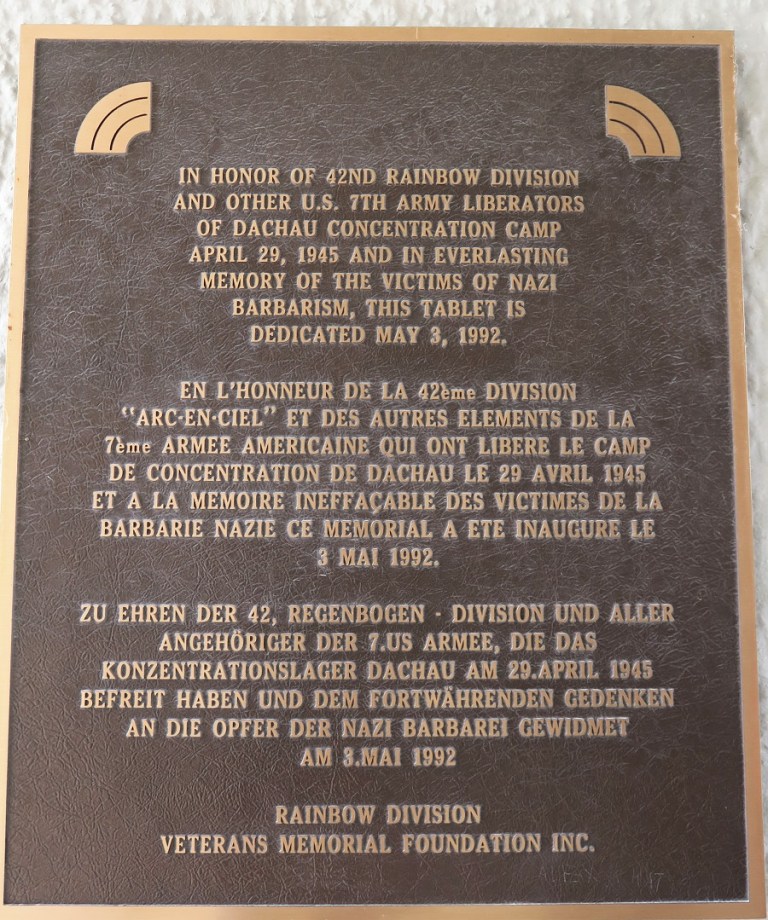 IN HONOR OF 42ND RAINBOW DIVISION
AND OTHER U.S. 7TH ARMY LIBERATORS
OF DACHAU CONCENTRATION CAMP
APRIL 29, 1945 AND IN EVERLASTING
MEMORY OF THE VICTIMS OF NAZI
BARBARISM, THIS TABLET IS
DEDICATED MAY 3, 1992.
EN L'HONNEUR DE LA 42ème DIVISION
"ARC-EN-CIEL" ET DES AUTRES ELEMENTS DE LA
7ème ARMEE AMERICAINE QUI ONT LIBERE LE CAMP
DE CONCENTRATION DE DACHAU LE 29 AVRIL 1945
ET A LA MEMOIRE INEFFAÇABLE DES VICTIMES DE LA
BARBARIE NAZIE CE MEMORIAL A ETE INAUGURE LE
3 MAI 1992.
ZU EHREN DER 42, REGENBOGEN - DIVISION UND ALLER
ANGEHÖRIGER DER 7.US ARMEE, DIE DAS
KONZENTRATIONSLAGER DACHAU AM 29.APRIL 1945
BEFREIT HABEN UND DEM FORTWÄHRENDEN GEDENKEN
AN DIE OPFER DER NAZI BARBAREI GEWIDMET
AM 3.MAI 1992
RAINBOW DIVISION
VETERANS MEMORIAL FOUNDATION INC.